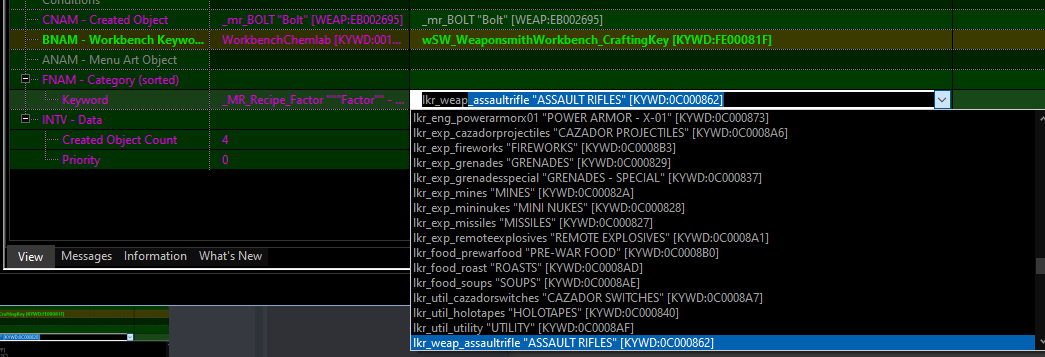 Conditions
CNAM - Created Object _mr_BOLT "Bolt" [WEAP:EB002695] _mr_BOLT "Bolt" [WEAP:EB002695]
BNAM - Workbench Keywo... WorkbenchChemlab [KYWD:001... wSW_WeaponsmithWorkbench_CraftingKey [KYWD:FE00081F]
ANAM - Menu Art Object
FNAM - Category (sorted)
Keyword _MR_Recipe_Factor """"Factor"" - ... lkr_weap_assaultrifle "ASSAULT RIFLES" [KYWD:0C000862]
INTV - Data
Created Object Count 4
Priority 0
lkr_eng_powerarmorx01 "POWER ARMOR - X-01" [KYWD:0C000873]
lkr_exp_cazadorprojectiles "CAZADOR PROJECTILES" [KYWD:0C0008A6]
lkr_exp_fireworks "FIREWORKS" [KYWD:0C0008B3]
lkr_exp_grenades "GRENADES" [KYWD:0C000829]
lkr_exp_grenadesspecial "GRENADES - SPECIAL" [KYWD:0C000837]
lkr_exp_mines "MINES" [KYWD:0C00082A]
lkr_exp_mininukes "MINI NUKES" [KYWD:0C000828]
lkr_exp_missiles "MISSILES" [KYWD:0C000827]
lkr_exp_remoteexplosives "REMOTE EXPLOSIVES" [KYWD:0C0008A1]
lkr_food_prewarfood "PRE-WAR FOOD" [KYWD:0C0008B0]
lkr_food_roast "ROASTS" [KYWD:0C0008AD]
lkr_food_soups "SOUPS" [KYWD:0C0008AE]
lkr_util_cazadorswitches "CAZADOR SWITCHES" [KYWD:0C0008A7]
lkr_util_holotapes "HOLOTAPES" [KYWD:0C000840]
lkr_util_utility "UTILITY" [KYWD:0C0008AF]
lkr_weap_assaultrifle "ASSAULT RIFLES" [KYWD:0C000862]
View Messages Information What's New